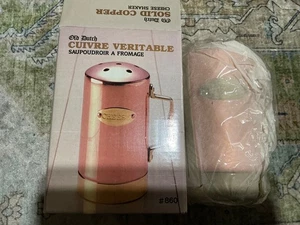 Old Dutch
SOLID COPPER
CHEESE SHAKER
Old Dutch
CUIVRE VERITABLE
SAUPOUDROIR A FROMAGE
#860